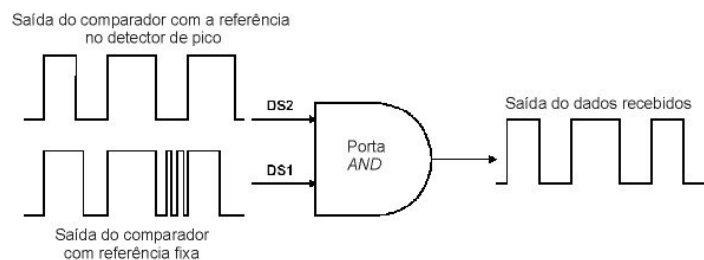 Saída do comparador com a referência
no detector de pico
DS2
Saída do dados recebidos
Porta
AND
DS1
Saída do comparador
com referência fixa